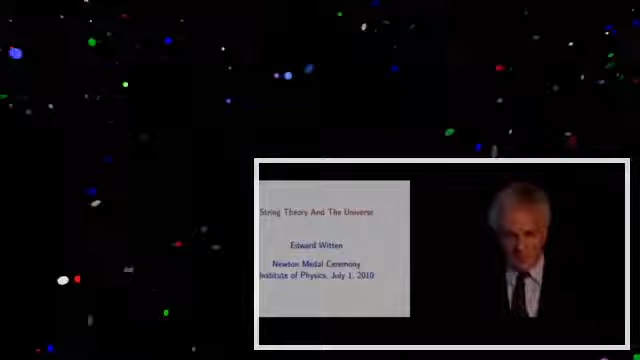 String Theory And The Universe
Edward Witten
Newton Medal Ceremony
Institute of Physics, July 1, 2010